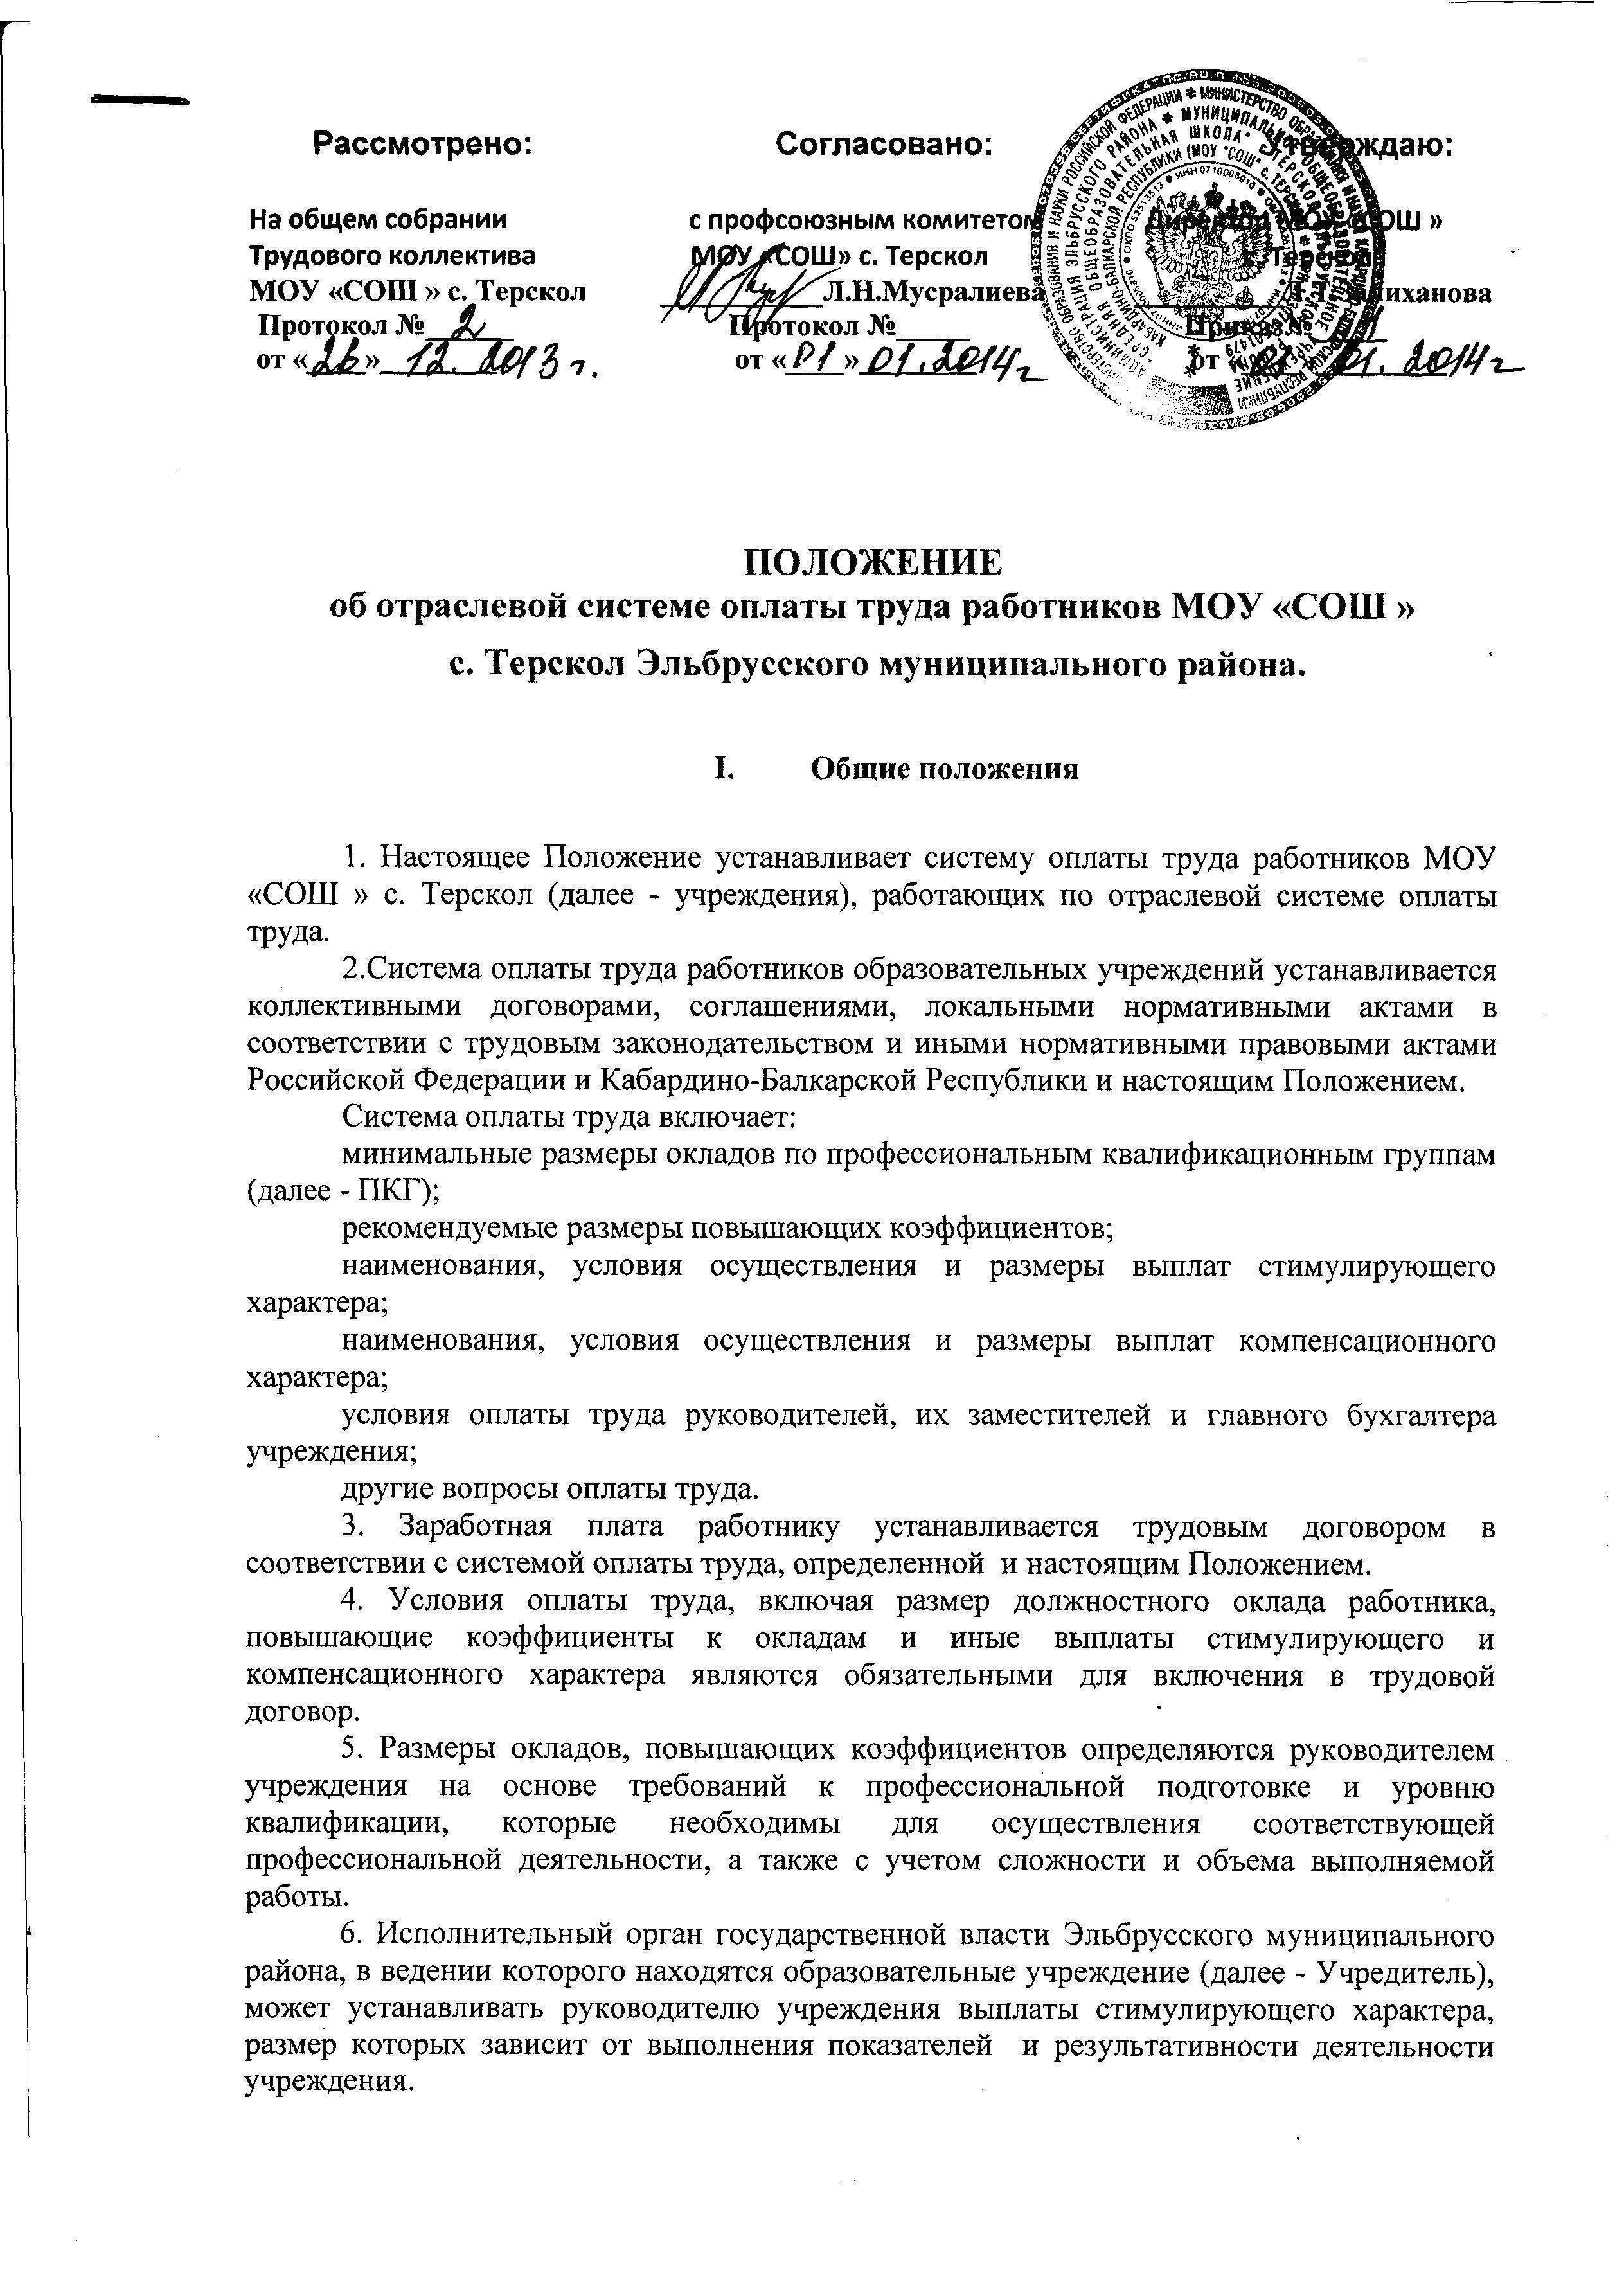 Рассмотрено:
На общем собрании
Трудового коллектива
МОУ «СОШ » с. Терскол
Протокол № 2
от «26» 12. 2013 г.
Согласовано:
с профсоюзным комитетом
МОУ «СОШ» с. Терскол
Л.Н.Мусралиева
Протокол №
от «01» 01.2014г
Утверждаю:
Директор МОУ «СОШ »
Терскол
Приказ №
от 01. 2014г
ПОЛОЖЕНИЕ
об отраслевой системе оплаты труда работников МОУ «СОШ »
с. Терскол Эльбрусского муниципального района.
I. Общие положения
1. Настоящее Положение устанавливает систему оплаты труда работников МОУ
«СОШ » с. Терскол (далее - учреждения), работающих по отраслевой системе оплаты
труда.
2.Система оплаты труда работников образовательных учреждений устанавливается
коллективными договорами, соглашениями, локальными нормативными актами в
соответствии с трудовым законодательством и иными нормативными правовыми актами
Российской Федерации и Кабардино-Балкарской Республики и настоящим Положением.
Система оплаты труда включает:
минимальные размеры окладов по профессиональным квалификационным группам
(далее - ПКГ);
рекомендуемые размеры повышающих коэффициентов;
наименования, условия осуществления и размеры выплат стимулирующего
характера;
наименования, условия осуществления и размеры выплат компенсационного
характера;
условия оплаты труда руководителей, их заместителей и главного бухгалтера
учреждения;
другие вопросы оплаты труда.
3. Заработная плата работнику устанавливается трудовым договором в
соответствии с системой оплаты труда, определенной и настоящим Положением.
4. Условия оплаты труда, включая размер должностного оклада работника,
повышающие коэффициенты к окладам и иные выплаты стимулирующего и
компенсационного характера являются обязательными для включения в трудовой
договор.
5. Размеры окладов, повышающих коэффициентов определяются руководителем
учреждения на основе требований к профессиональной подготовке и уровню
квалификации, которые необходимы для осуществления соответствующей
профессиональной деятельности, а также с учетом сложности и объема выполняемой
работы.
6. Исполнительный орган государственной власти Эльбрусского муниципального
района, в ведении которого находятся образовательные учреждение (далее - Учредитель),
может устанавливать руководителю учреждения выплаты стимулирующего характера,
размер которых зависит от выполнения показателей и результативности деятельности
учреждения.